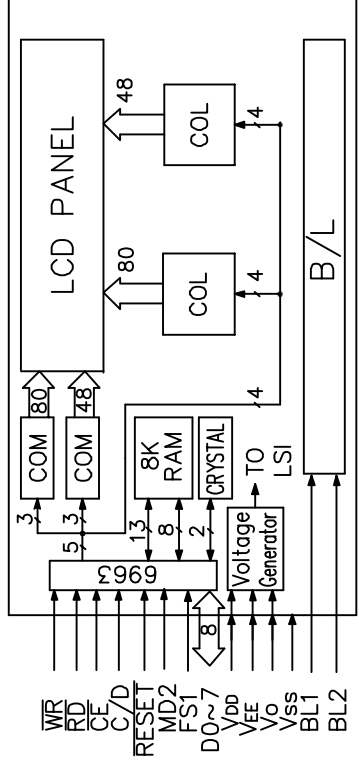 LCD PANEL
48
80
COL
COL
4
4
4
B/L
COM
80
COM
48
3
3
5
8K
RAM
13
8
CRYSTAL
2
6963
Voltage
Generator
TO
LSI
WR
RD
CE
C/D
RESET
MD2
FS1
D0~7
8
VDD
VEE
Vo
Vss
BL1
BL2